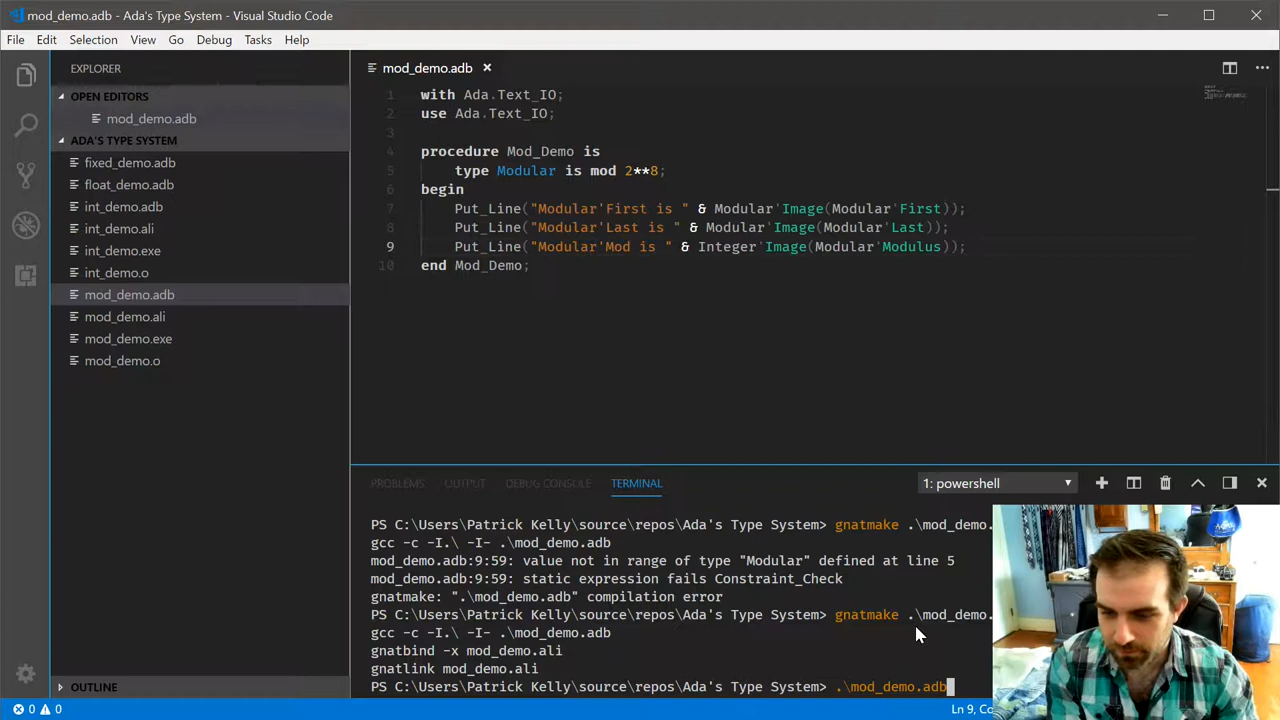 mod_demo.adb - Ada's Type System - Visual Studio Code
File Edit Selection View Go Debug Tasks Help
EXPLORER
OPEN EDITORS
mod_demo.adb
ADA'S TYPE SYSTEM
fixed_demo.adb
float_demo.adb
int_demo.adb
int_demo.ali
int_demo.exe
int_demo.o
mod_demo.adb
mod_demo.ali
mod_demo.exe
mod_demo.o
OUTLINE
mod_demo.adb
1 with Ada.Text_IO;
2 use Ada.Text_IO;
3
4 procedure Mod_Demo is
5 type Modular is mod 2**8;
6 begin
7 Put_Line("Modular'First is " & Modular'Image(Modular'First));
8 Put_Line("Modular'Last is " & Modular'Image(Modular'Last));
9 Put_Line("Modular'Mod is " & Integer'Image(Modular'Modulus));
10 end Mod_Demo;
PROBLEMS OUTPUT DEBUG CONSOLE TERMINAL 1: powershell
PS C:\Users\Patrick Kelly\source\repos\Ada's Type System> gnatmake .\mod_demo.
gcc -c -I.\ -I- .\mod_demo.adb
mod_demo.adb:9:59: value not in range of type "Modular" defined at line 5
mod_demo.adb:9:59: static expression fails Constraint_Check
gnatmake: ".\mod_demo.adb" compilation error
PS C:\Users\Patrick Kelly\source\repos\Ada's Type System> gnatmake .\mod_demo.
gcc -c -I.\ -I- .\mod_demo.adb
gnatbind -x mod_demo.ali
gnatlink mod_demo.ali
PS C:\Users\Patrick Kelly\source\repos\Ada's Type System> .\mod_demo.adb
0 0 Ln 9, Co